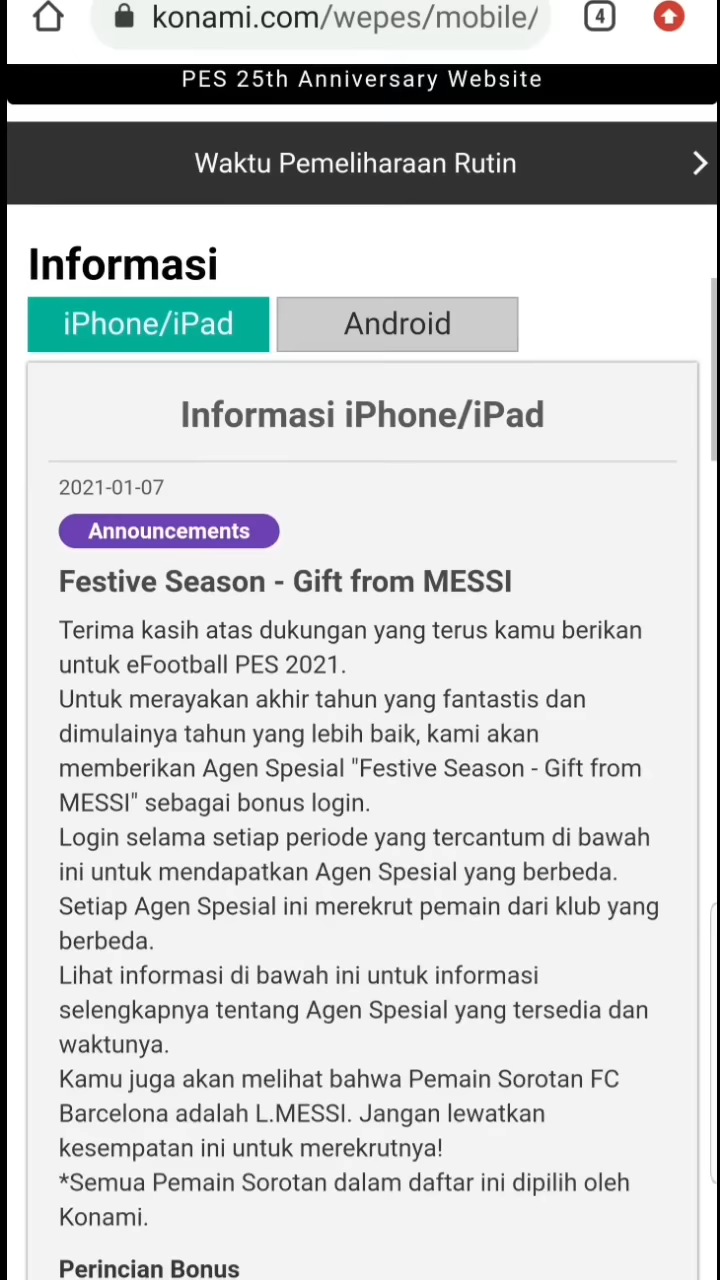 konami.com/wepes/mobile/
4
PES 25th Anniversary Website
Waktu Pemeliharaan Rutin
Informasi
iPhone/iPad
Android
Informasi iPhone/iPad
2021-01-07
Announcements
Festive Season - Gift from MESSI
Terima kasih atas dukungan yang terus kamu berikan
untuk eFootball PES 2021.
Untuk merayakan akhir tahun yang fantastis dan
dimulainya tahun yang lebih baik, kami akan
memberikan Agen Spesial "Festive Season - Gift from
MESSI" sebagai bonus login.
Login selama setiap periode yang tercantum di bawah
ini untuk mendapatkan Agen Spesial yang berbeda.
Setiap Agen Spesial ini merekrut pemain dari klub yang
berbeda.
Lihat informasi di bawah ini untuk informasi
selengkapnya tentang Agen Spesial yang tersedia dan
waktunya.
Kamu juga akan melihat bahwa Pemain Sorotan FC
Barcelona adalah L.MESSI. Jangan lewatkan
kesempatan ini untuk merekrutnya!
*Semua Pemain Sorotan dalam daftar ini dipilih oleh
Konami.
Perincian Bonus